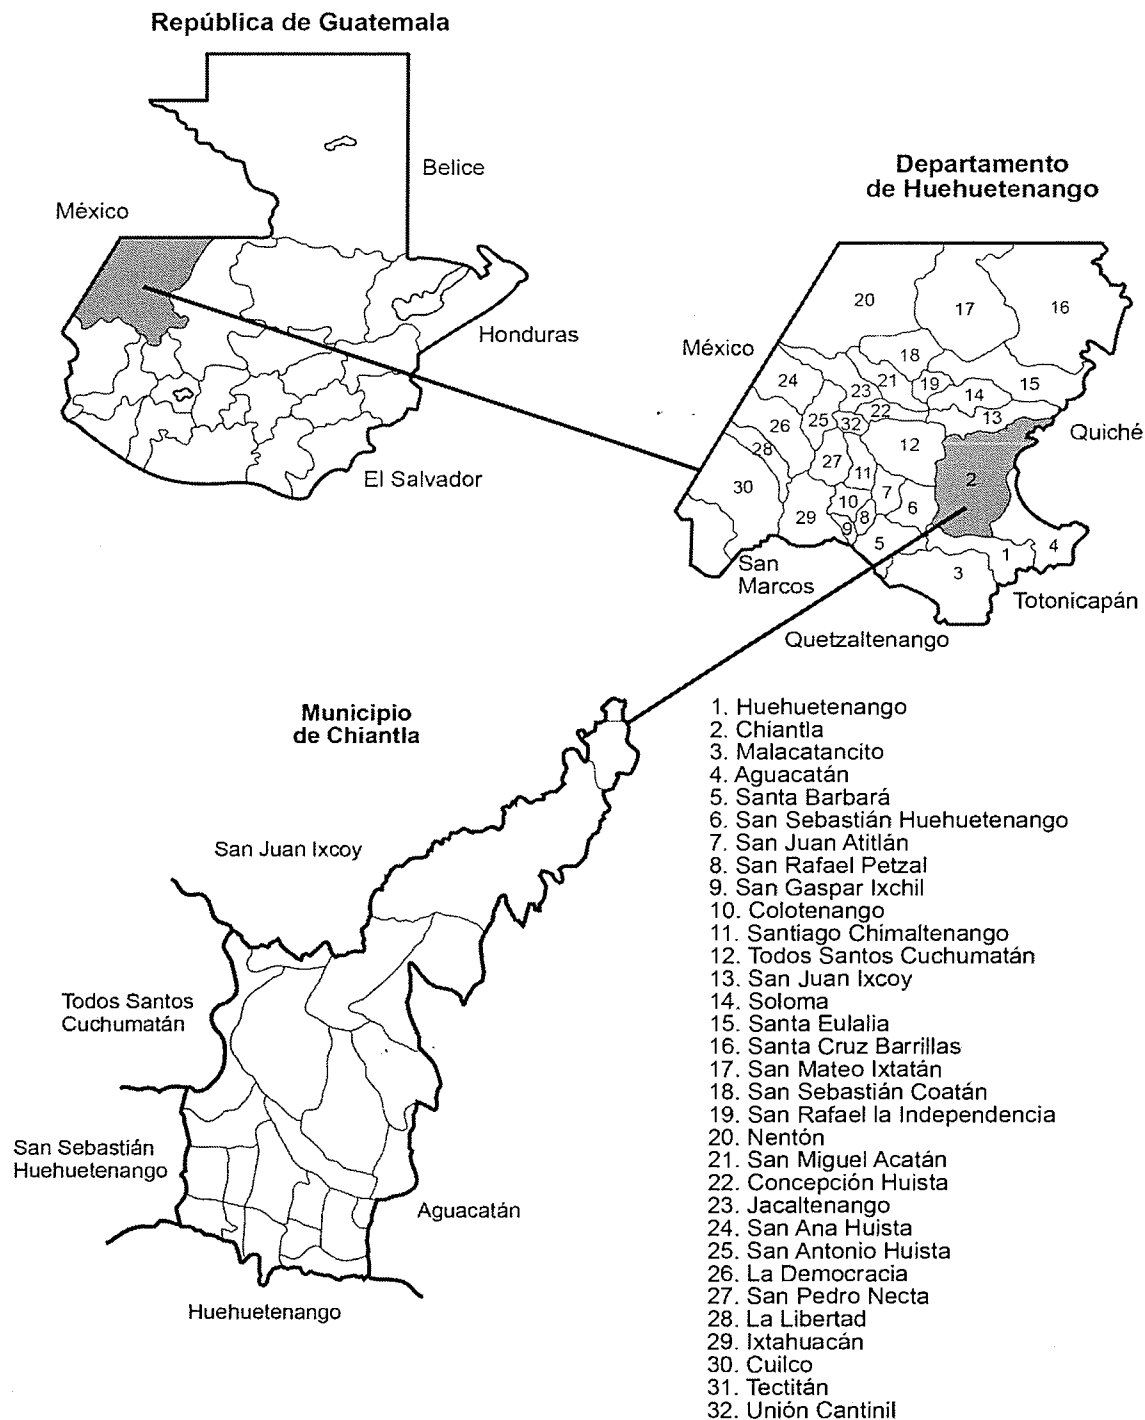 República de Guatemala
Belice
México
Honduras
El Salvador
Departamento
de Huehuetenango
20
17
16
México
18
24
23
21
19
14
15
26
25
32
22
13
Quiché
12
28
27
11
30
2
7
10
6
29
8
9
5
1
4
3
San
Marcos
Totonicapán
Quetzaltenango
Municipio
de Chiantla
San Juan Ixcoy
Todos Santos
Cuchumatán
San Sebastián
Huehuetenango
Aguacatán
Huehuetenango
1. Huehuetenango
2. Chiantla
3. Malacatancito
4. Aguacatán
5. Santa Barbará
6. San Sebastián Huehuetenango
7. San Juan Atitlán
8. San Rafael Petzal
9. San Gaspar Ixchil
10. Colotenango
11. Santiago Chimaltenango
12. Todos Santos Cuchumatán
13. San Juan Ixcoy
14. Soloma
15. Santa Eulalia
16. Santa Cruz Barrillas
17. San Mateo Ixtatán
18. San Sebastián Coatán
19. San Rafael la Independencia
20. Nentón
21. San Miguel Acatán
22. Concepción Huista
23. Jacaltenango
24. San Ana Huista
25. San Antonio Huista
26. La Democracia
27. San Pedro Necta
28. La Libertad
29. Ixtahuacán
30. Cuilco
31. Tectitán
32. Unión Cantinil